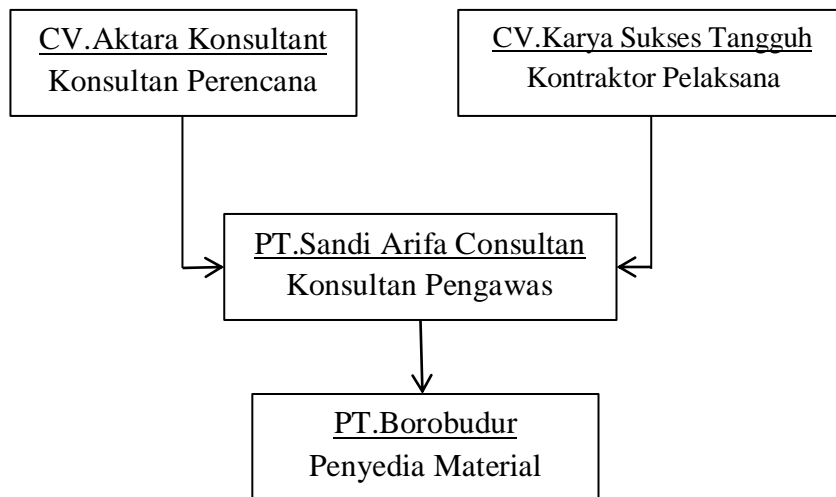 CV.Aktara Konsultant
Konsultan Perencana
CV.Karya Sukses Tangguh
Kontraktor Pelaksana
PT.Sandi Arifa Consultan
Konsultan Pengawas
PT.Borobudur
Penyedia Material